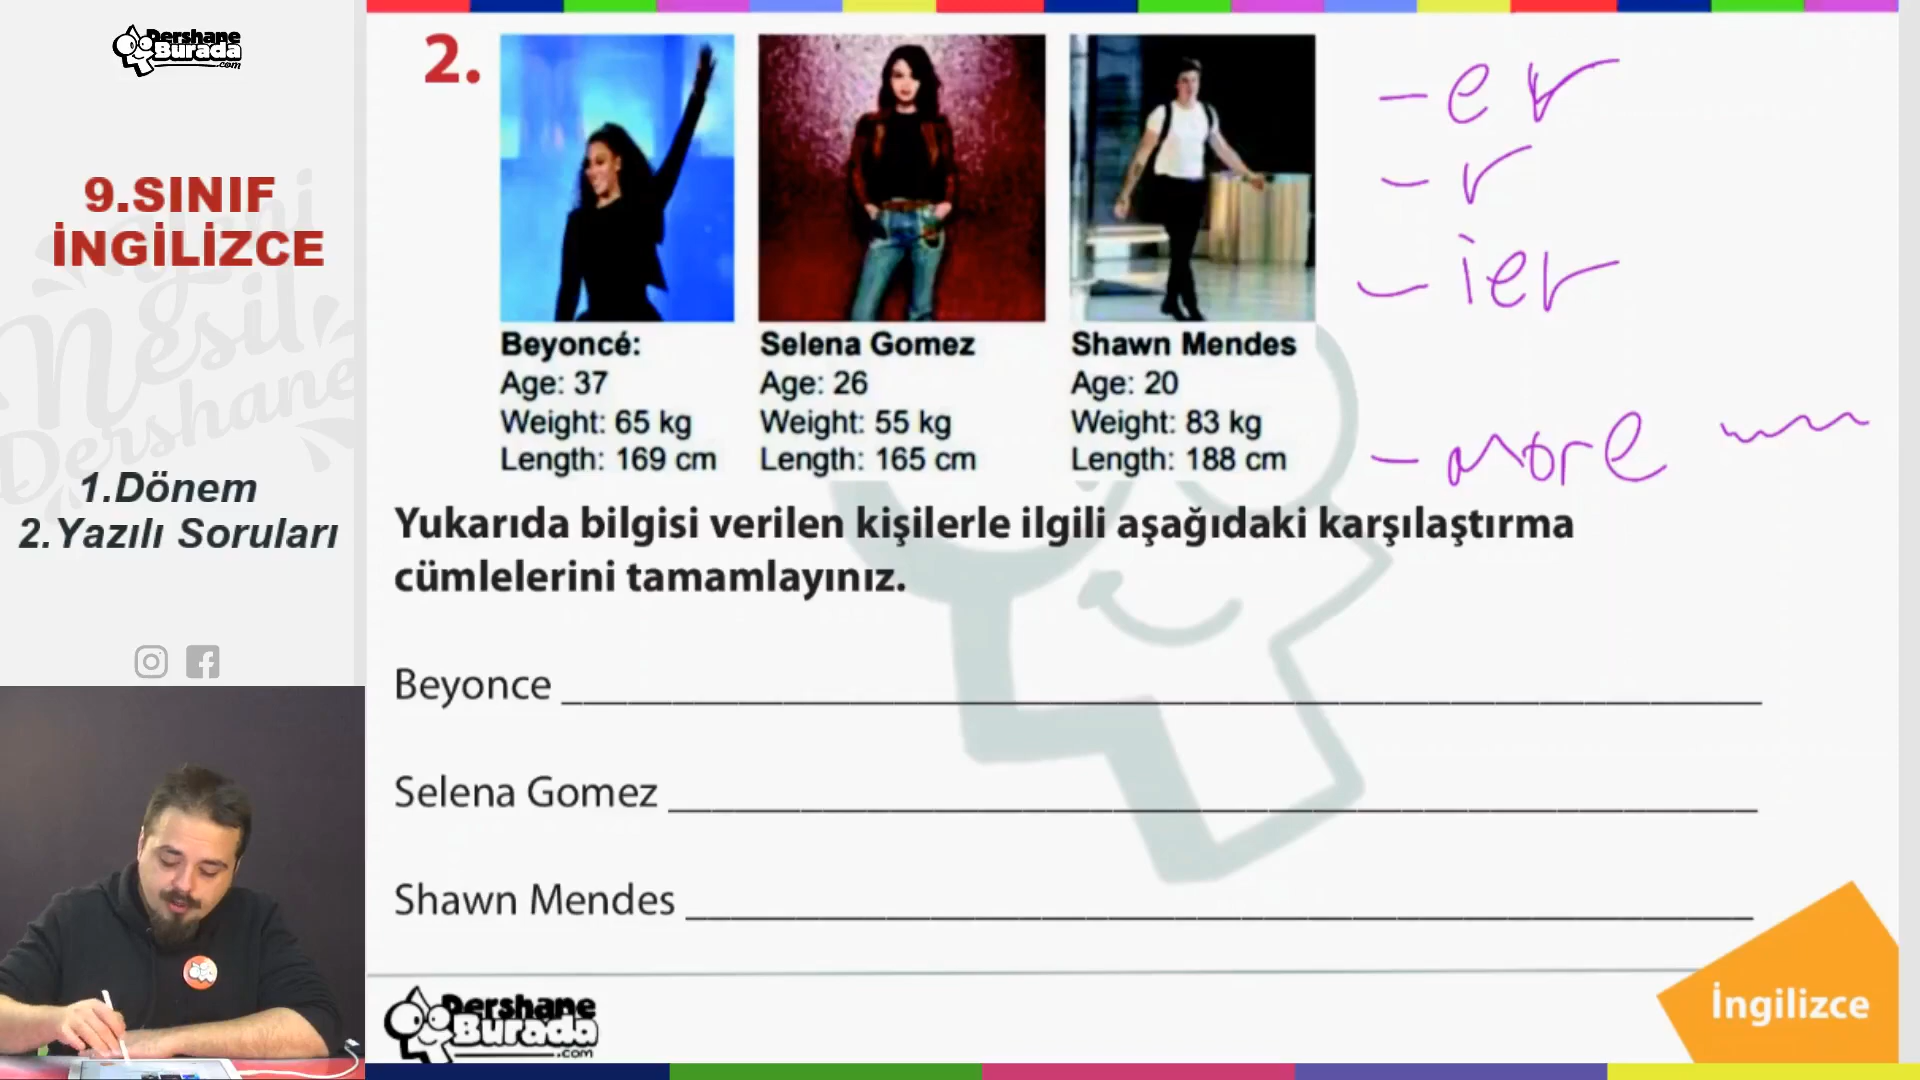 Dershane
Burada
.com
9.SINIF
İNGİLİZCE
Yeni
Nesil
Dershane
1.Dönem
2.Yazılı Soruları
2.
Beyoncé:
Age: 37
Weight: 65 kg
Length: 169 cm
Selena Gomez
Age: 26
Weight: 55 kg
Length: 165 cm
Shawn Mendes
Age: 20
Weight: 83 kg
Length: 188 cm
-er
-r
-ier
-more
Yukarıda bilgisi verilen kişilerle ilgili aşağıdaki karşılaştırma
cümlelerini tamamlayınız.
Beyonce
Selena Gomez
Shawn Mendes
Dershane
Burada
.com
İngilizce